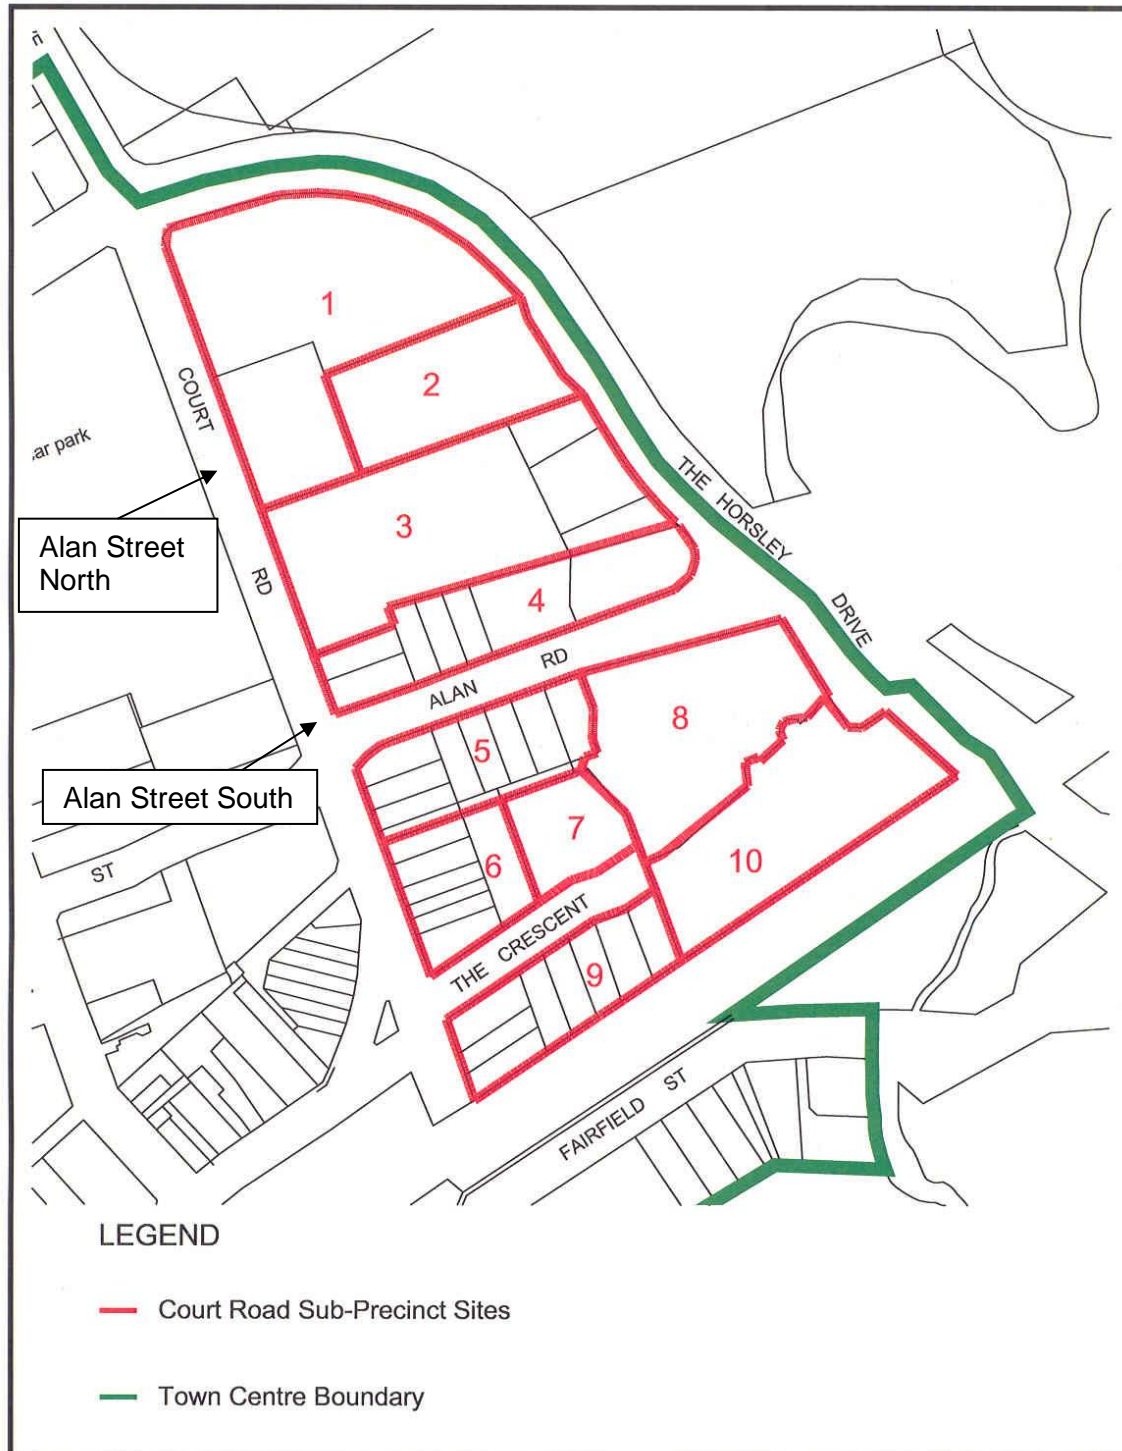 1
COURT
2
.ar park
THE HORSLEY
3
Alan Street
North
RD
4
DRIVE
RD
ALAN
8
5
Alan Street South
7
6
10
ST
THE CRESCENT
9
FAIRFIELD ST
LEGEND
Court Road Sub-Precinct Sites
Town Centre Boundary